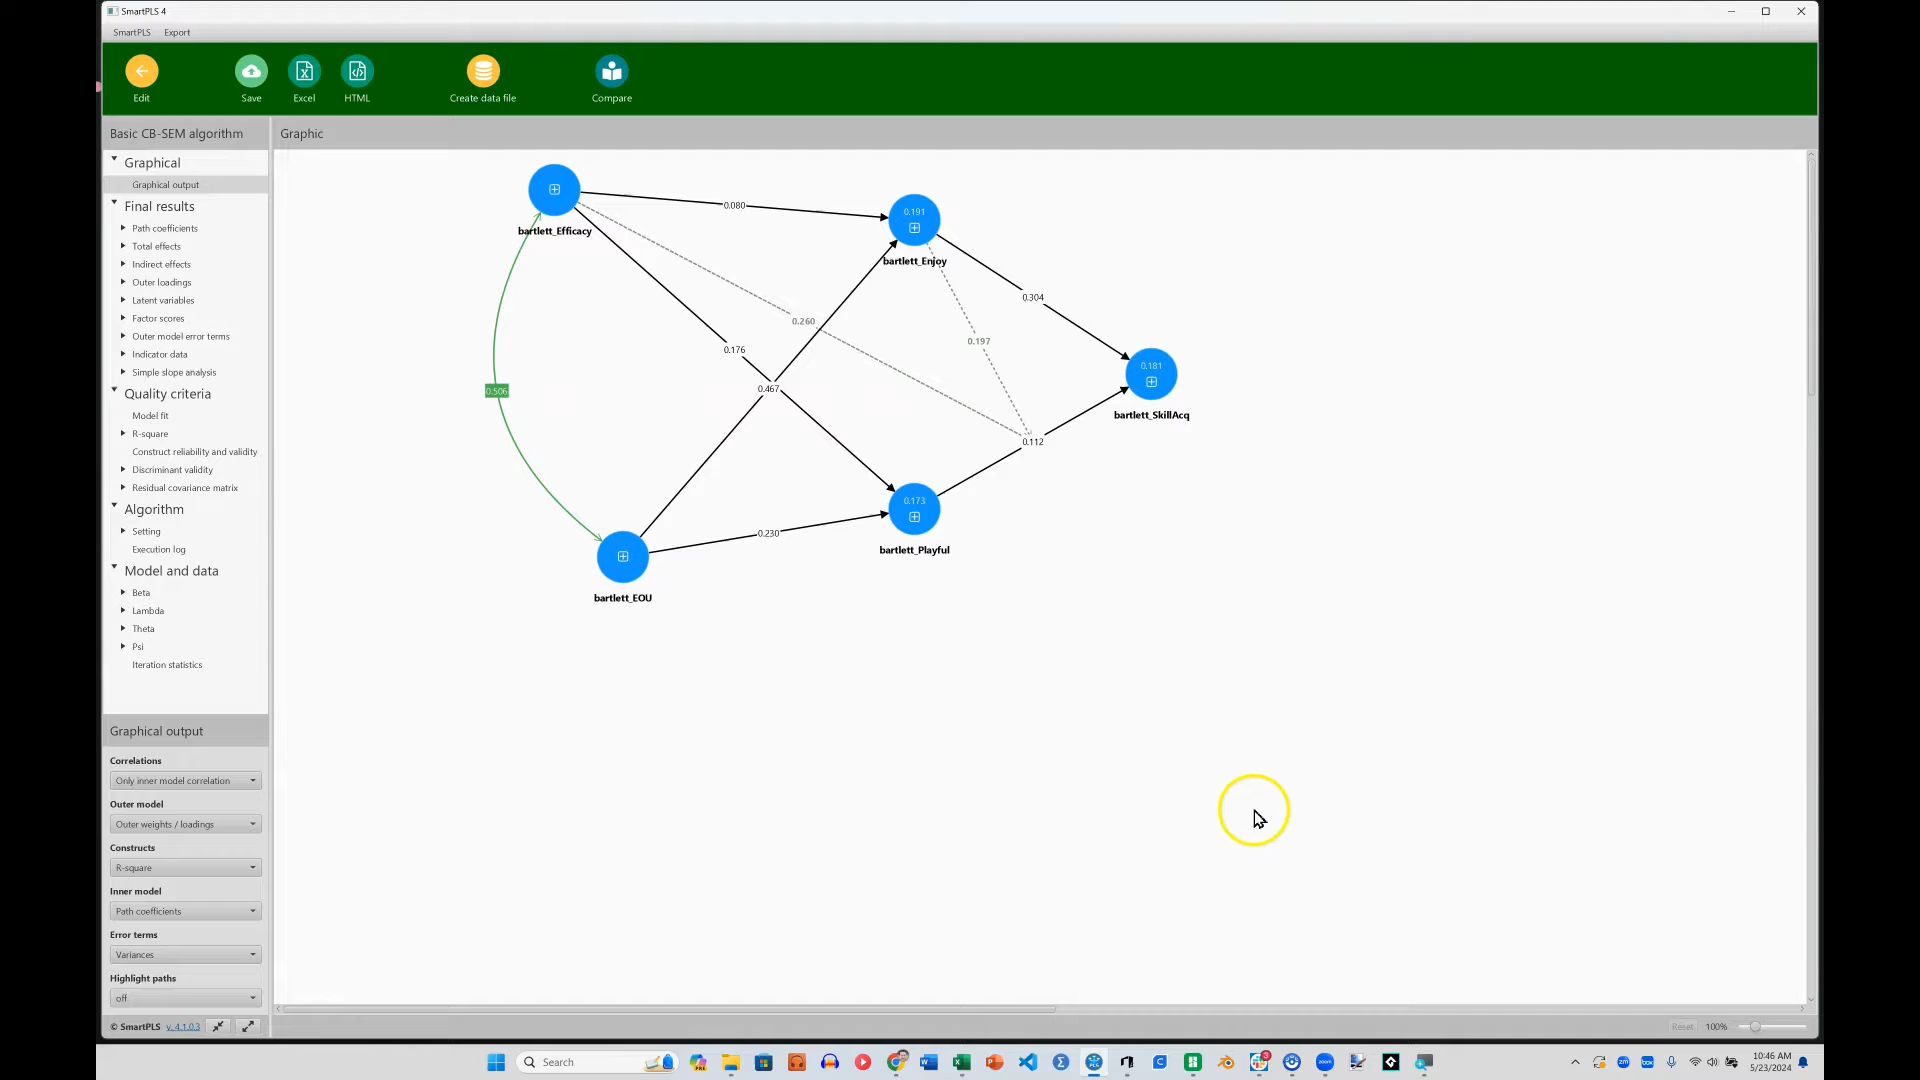 SmartPLS 4
SmartPLS Export
Edit Save Excel HTML Create data file Compare
Basic CB-SEM algorithm
Graphical
Graphical output
Final results
Path coefficients
Total effects
Indirect effects
Outer loadings
Latent variables
Factor scores
Outer model error terms
Indicator data
Simple slope analysis
Quality criteria
Model fit
R-square
Construct reliability and validity
Discriminant validity
Residual covariance matrix
Algorithm
Setting
Execution log
Model and data
Beta
Lambda
Theta
Psi
Iteration statistics
Graphical output
Correlations
Only inner model correlation
Outer model
Outer weights / loadings
Constructs
R-square
Inner model
Path coefficients
Error terms
Variances
Highlight paths
off
© SmartPLS v. 4.1.0.3
Graphic
bartlett_Efficacy
0.080
0.191
bartlett_Enjoy
0.304
0.260
0.197
0.176
0.181
bartlett_SkillAcq
0.467
0.506
0.112
0.173
bartlett_Playful
0.230
bartlett_EOU
Reset 100%
Search
10:46 AM
5/23/2024